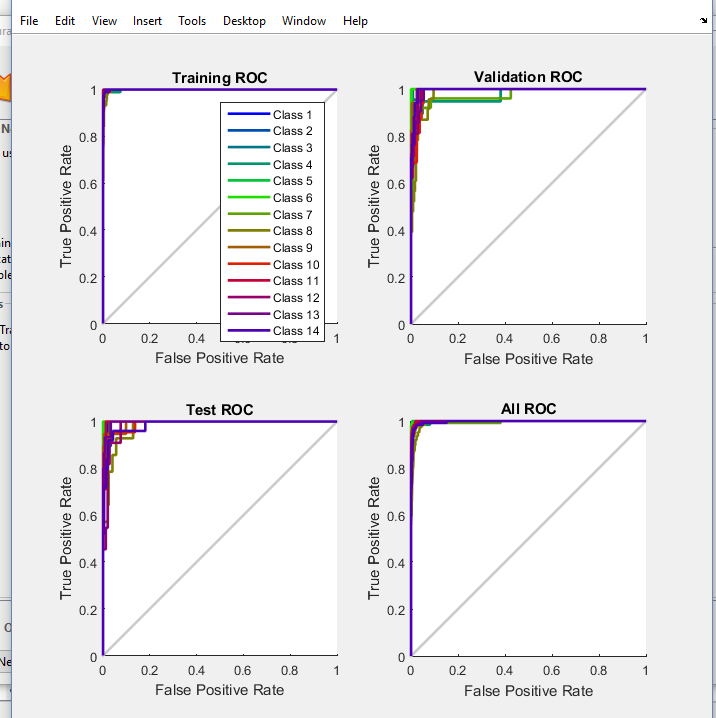 File Edit View Insert Tools Desktop Window Help
Training ROC
1
0.8
0.6
0.4
0.2
0
True Positive Rate
0 0.2 0.4 0.6 0.8 1
False Positive Rate
Class 1
Class 2
Class 3
Class 4
Class 5
Class 6
Class 7
Class 8
Class 9
Class 10
Class 11
Class 12
Class 13
Class 14
Validation ROC
1
0.8
0.6
0.4
0.2
0
True Positive Rate
0 0.2 0.4 0.6 0.8 1
False Positive Rate
Test ROC
1
0.8
0.6
0.4
0.2
0
True Positive Rate
0 0.2 0.4 0.6 0.8 1
False Positive Rate
All ROC
1
0.8
0.6
0.4
0.2
0
True Positive Rate
0 0.2 0.4 0.6 0.8 1
False Positive Rate